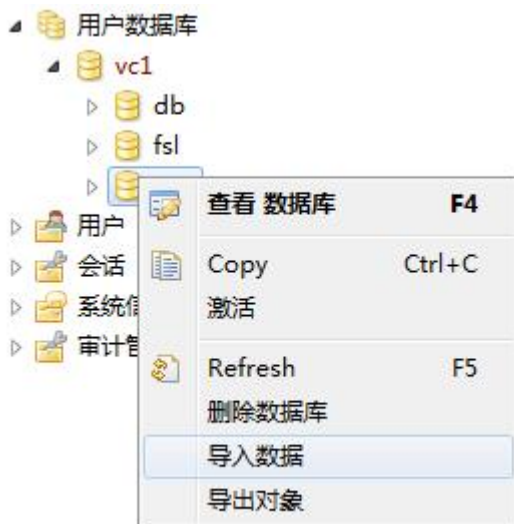 用户数据库
vc1
db
fsl
查看 数据库 F4
用户
会话
Copy Ctrl+C
系统信
激活
审计管
Refresh F5
删除数据库
导入数据
导出对象